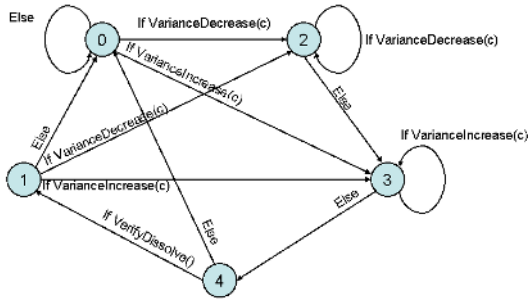 Else
If VarianceDecrease(c)
0
2
If VarianceDecrease(c)
If VarianceIncrease(c)
Else
Else
If VarianceDecrease(c)
If VarianceIncrease(c)
1
If VarianceIncrease(c)
3
Else
If VerifyDissolve()
Else
4